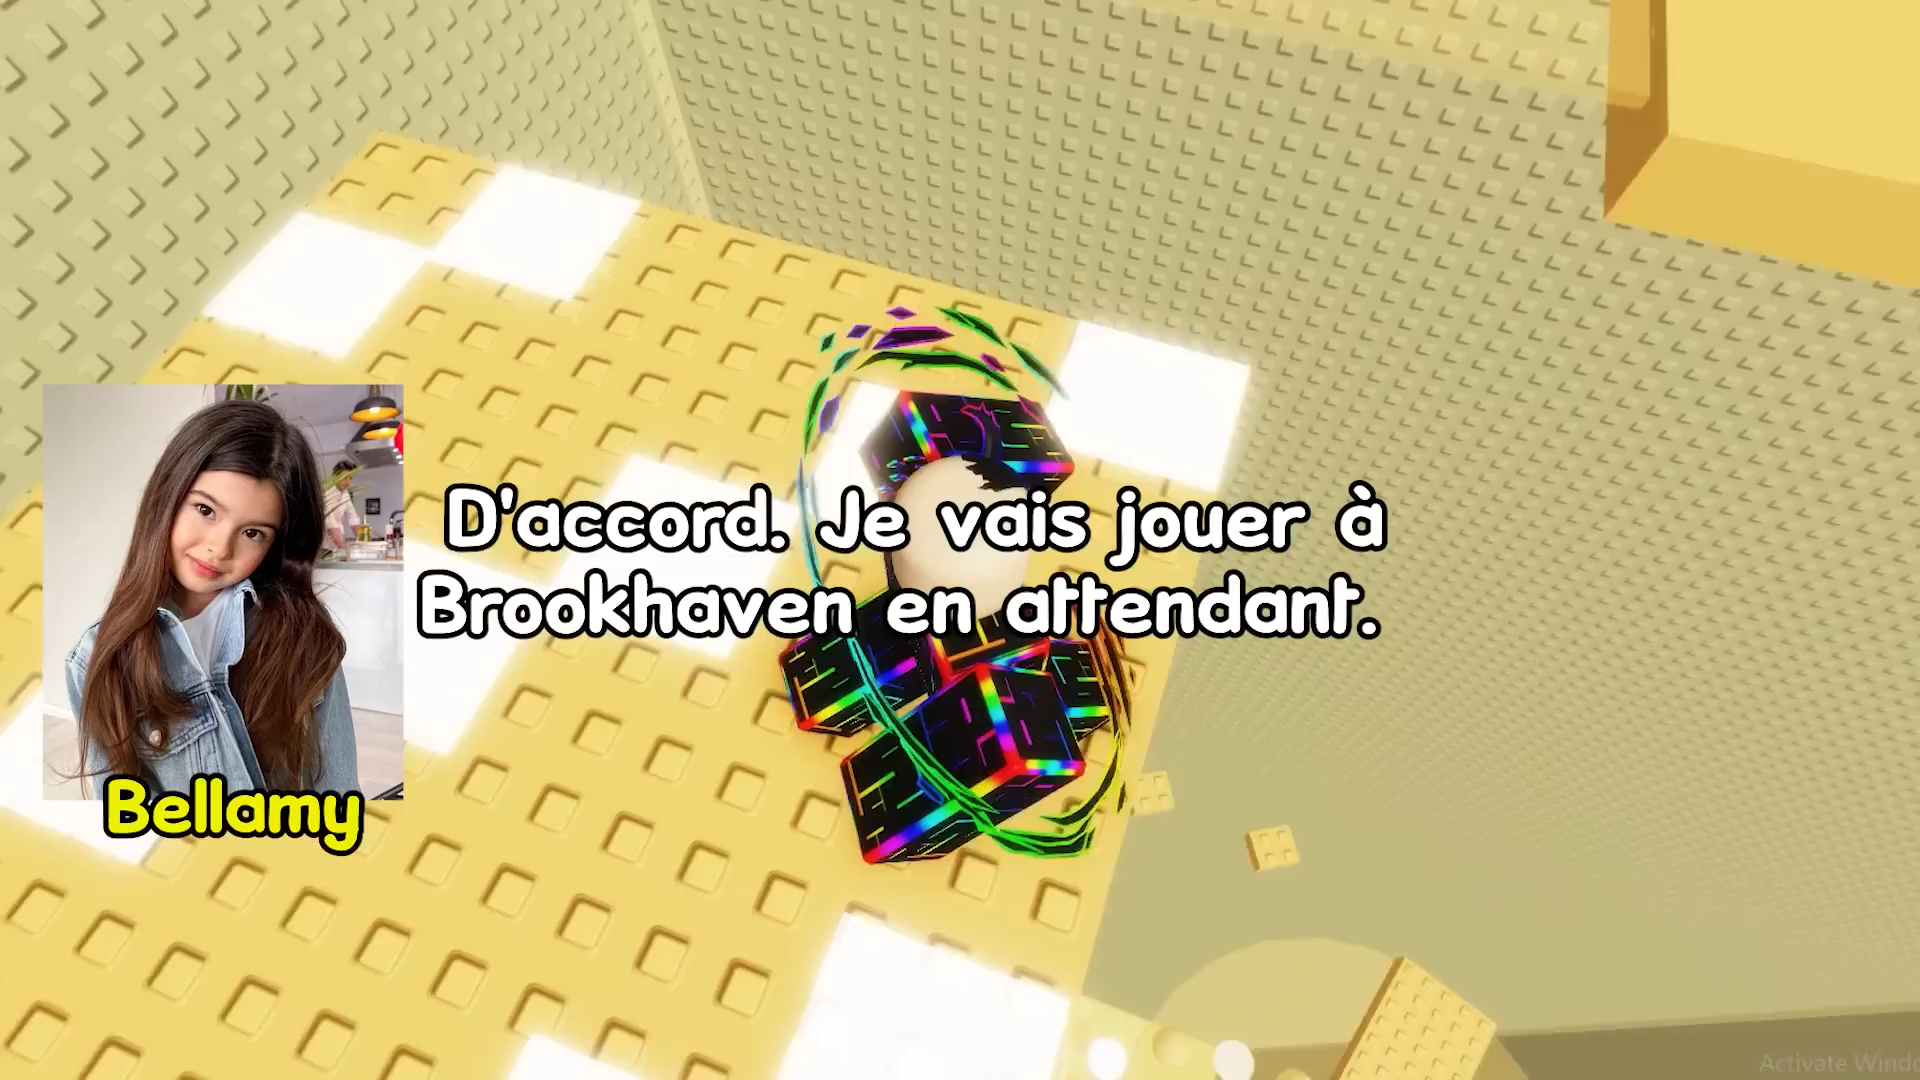 D'accord. Je vais jouer à
Brookhaven en attendant.
Bellamy
Activate Windo